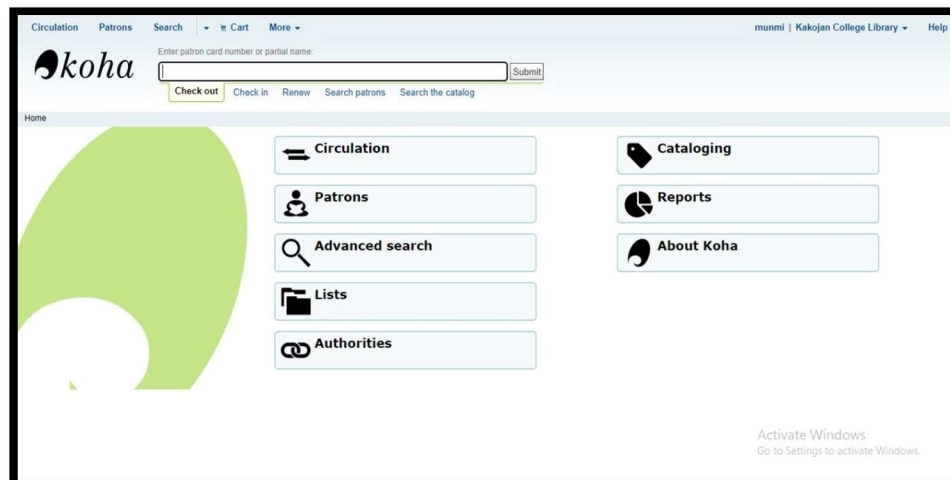 Circulation Patrons Search Cart More munmi | Kakojan College Library Help
koha
Enter patron card number or partial name:
Submit
Check out Check in Renew Search patrons Search the catalog
Home
Circulation
Cataloging
Patrons
Reports
Advanced search
About Koha
Lists
Authorities
Activate Windows
Go to Settings to activate Windows.